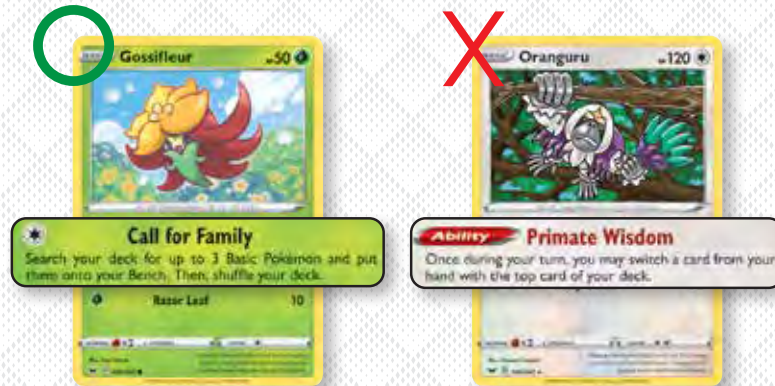 Gossifleur 50
Call for Family
Search your deck for up to 3 Basic Pokémon and put
them onto your Bench. Then, shuffle your deck.
Razor Leaf 10
Oranguru 120
Ability Primate Wisdom
Once during your turn, you may switch a card from your
hand with the top card of your deck.